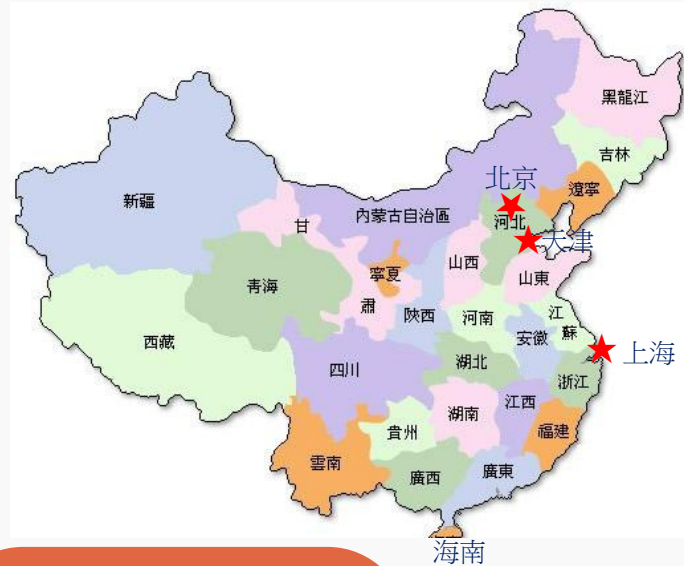 黑龍江
吉林
遼寧
北京
新疆
內蒙古自治區
河北
甘
天津
山西
寧夏
山東
青海
肅
陝西
河南
江
蘇
安徽
西藏
上海
四川
湖北
浙江
江西
湖南
福建
貴州
雲南
廣西
廣東
海南